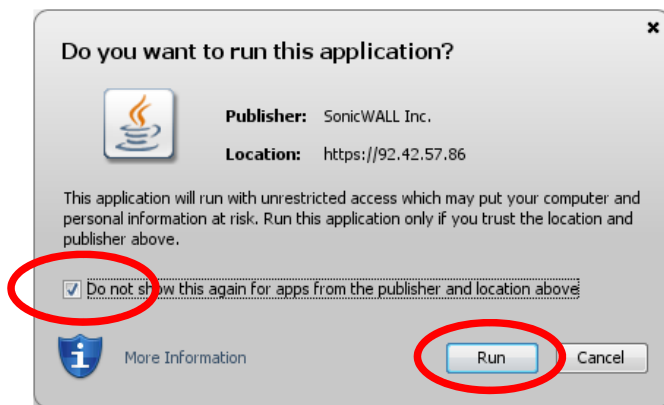 Do you want to run this application?
Publisher: SonicWALL Inc.
Location: https://92.42.57.86
This application will run with unrestricted access which may put your computer and
personal information at risk. Run this application only if you trust the location and
publisher above.
Do not show this again for apps from the publisher and location above
More Information
Run
Cancel